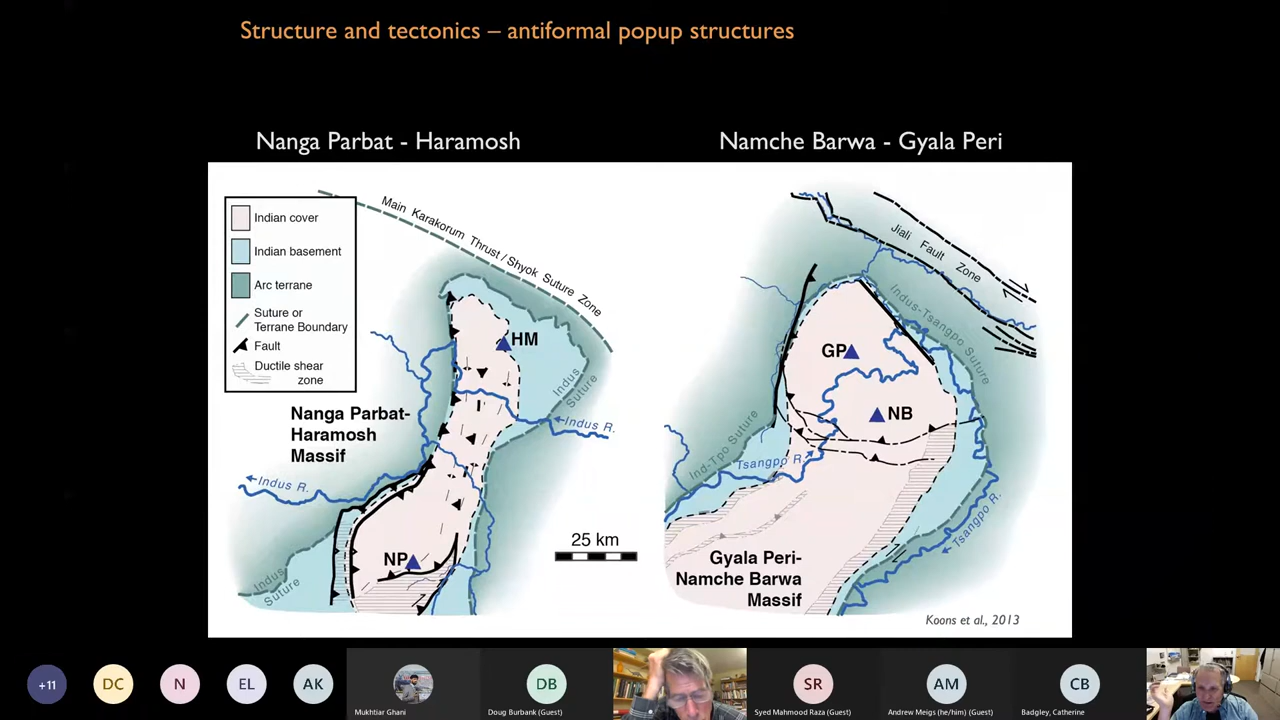 Structure and tectonics – antiformal popup structures
Nanga Parbat - Haramosh
Namche Barwa - Gyala Peri
Indian cover
Indian basement
Arc terrane
Suture or
Terrane Boundary
Fault
Ductile shear
zone
Main Karakorum Thrust/Shyok Suture Zone
HM
Indus
Suture
Nanga Parbat-
Haramosh
Massif
Indus R.
Indus R.
NP
Indus
Suture
25 km
Jiali Fault Zone
Indus-Tsangpo Suture
GP
NB
Ind-Tpo Suture
Tsangpo R.
Tsangpo R.
Gyala Peri-
Namche Barwa
Massif
Koons et al., 2013
+11
DC
N
EL
AK
Mukhtiar Ghani
DB
Doug Burbank (Guest)
SR
Syed Mahmood Raza (Guest)
AM
Andrew Meigs (he/him) (Guest)
CB
Badgley, Catherine